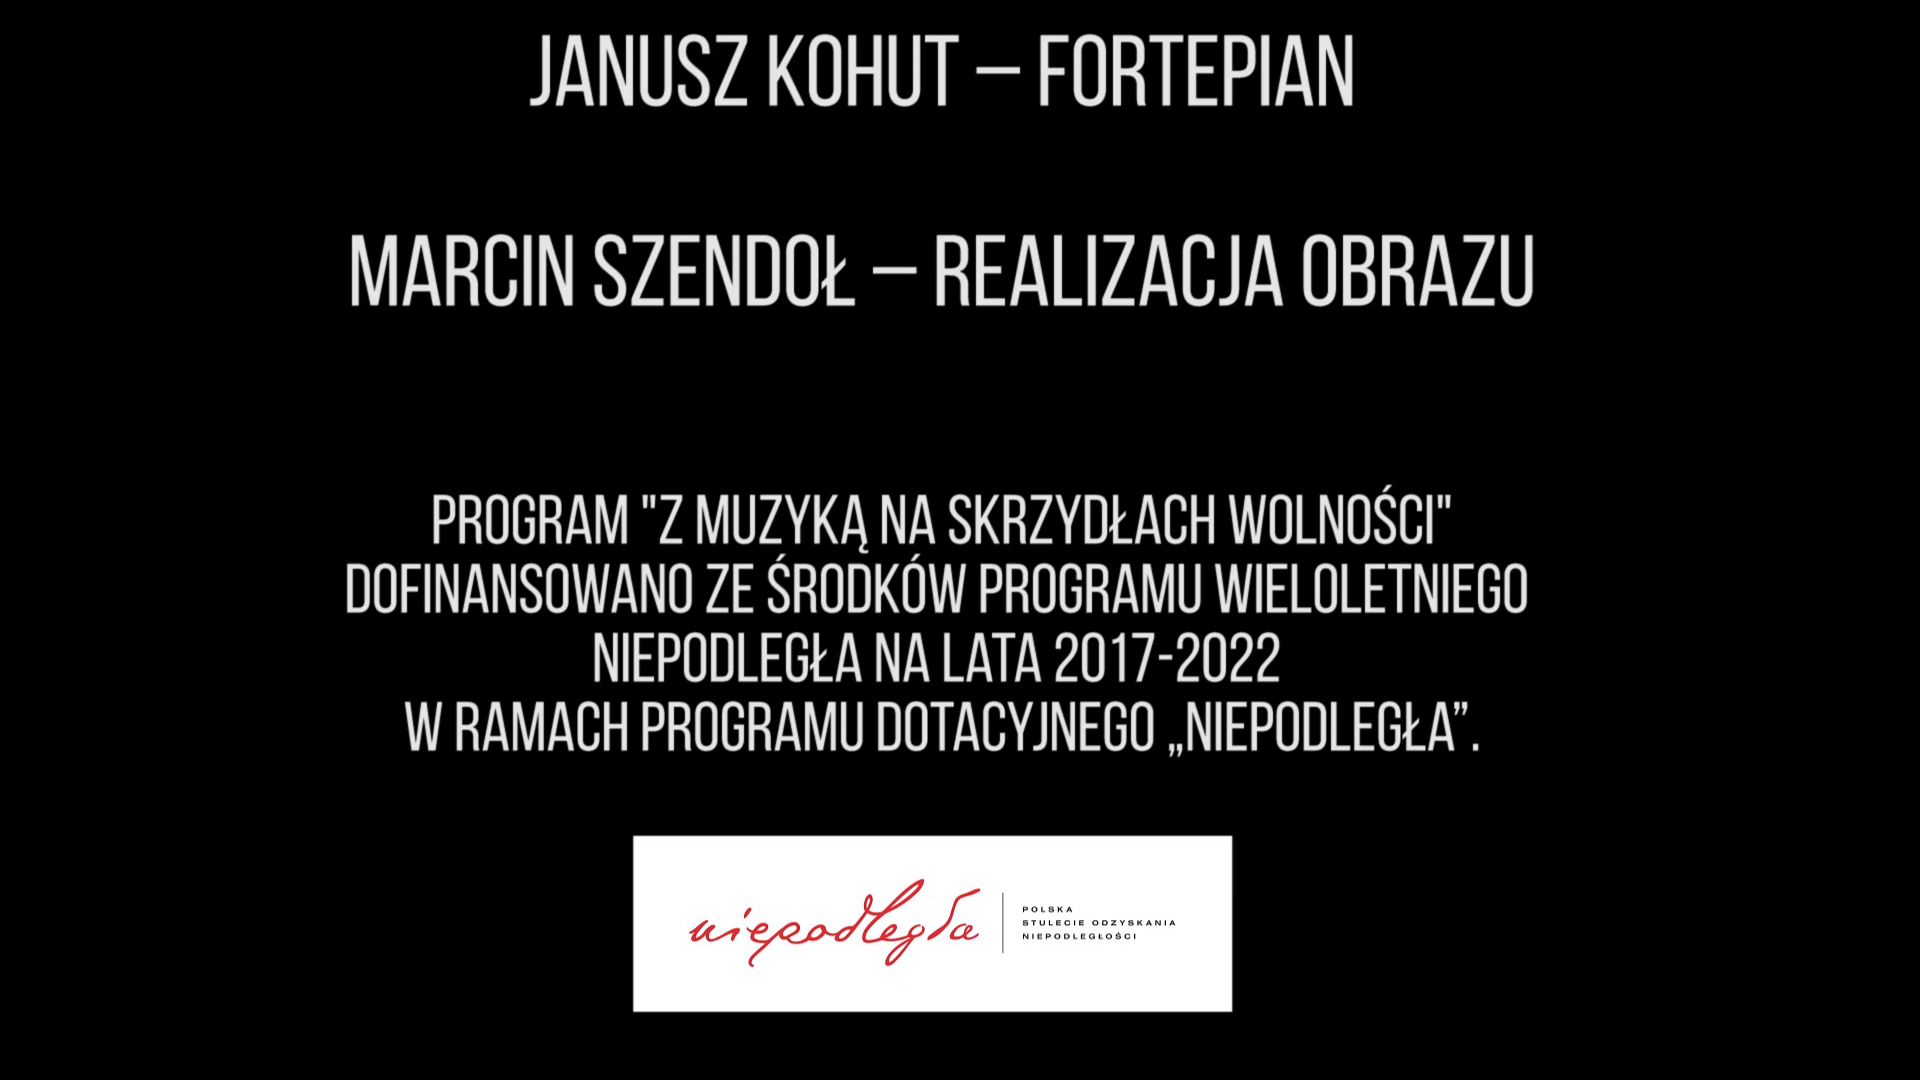 JANUSZ KOHUT – FORTEPIAN
MARCIN SZENDOŁ – REALIZACJA OBRAZU
PROGRAM "Z MUZYKĄ NA SKRZYDŁACH WOLNOŚCI"
DOFINANSOWANO ZE ŚRODKÓW PROGRAMU WIELOLETNIEGO
NIEPODLEGŁA NA LATA 2017-2022
W RAMACH PROGRAMU DOTACYJNEGO „NIEPODLEGŁA”.
niepodległa
POLSKA
STULECIE ODZYSKANIA
NIEPODLEGŁOŚCI